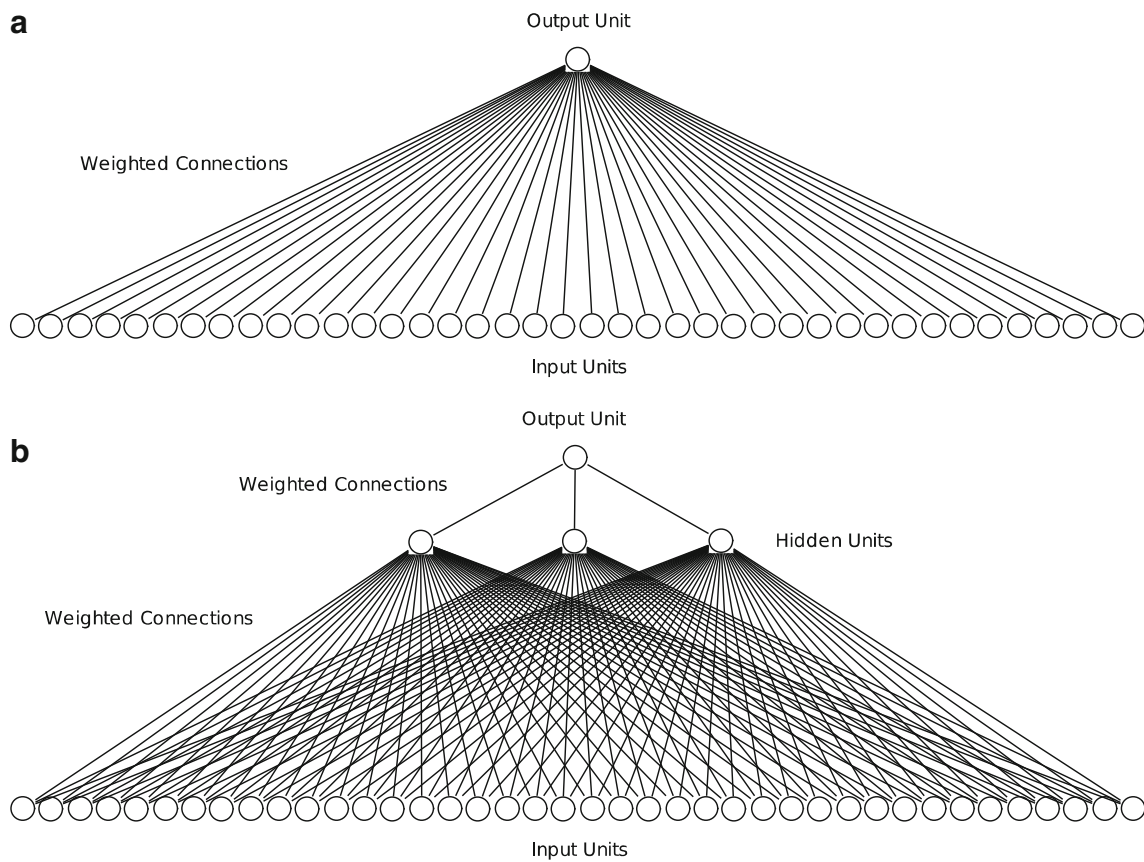 a
Output Unit
Weighted Connections
Input Units
b
Output Unit
Weighted Connections
Hidden Units
Weighted Connections
Input Units